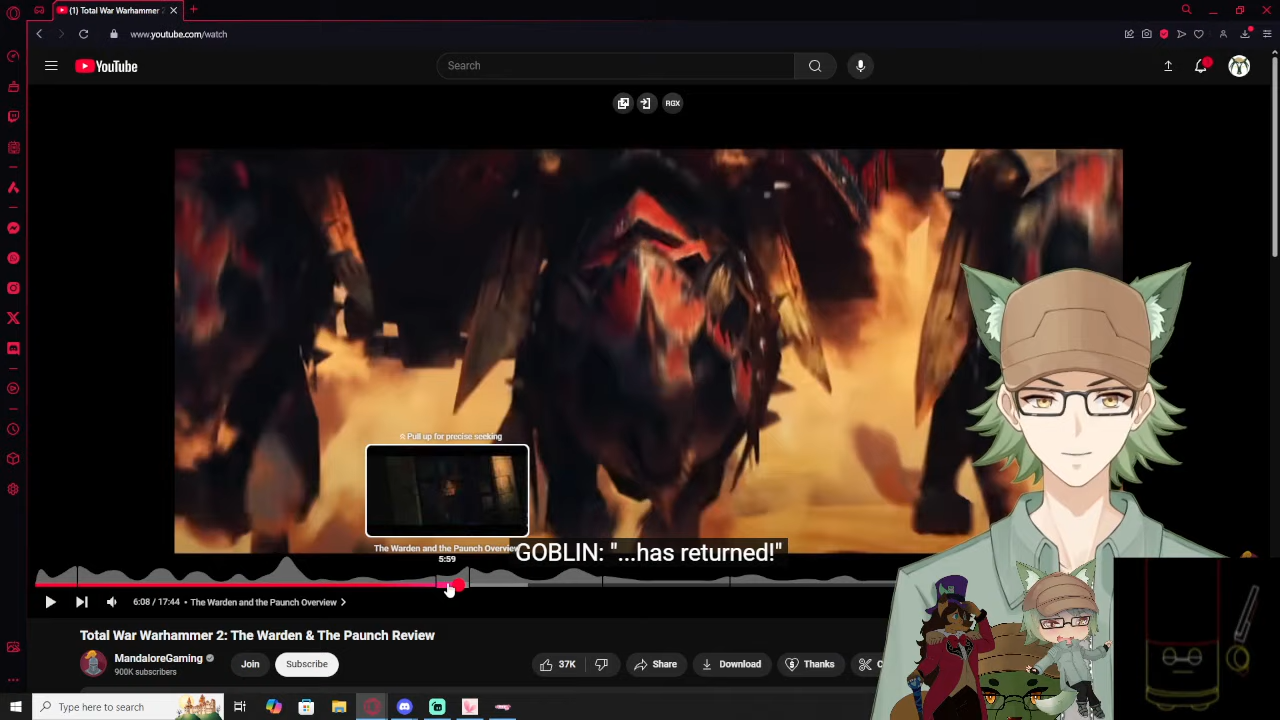 (1) Total War Warhammer 2:
www.youtube.com/watch
YouTube
Search
RGX
Pull up for precise seeking
The Warden and the Paunch Overview
5:59
GOBLIN: "...has returned!"
6:08 / 17:44 • The Warden and the Paunch Overview
Total War Warhammer 2: The Warden & The Paunch Review
MandaloreGaming
900K subscribers
Join
Subscribe
37K
Share
Download
Thanks
Type here to search